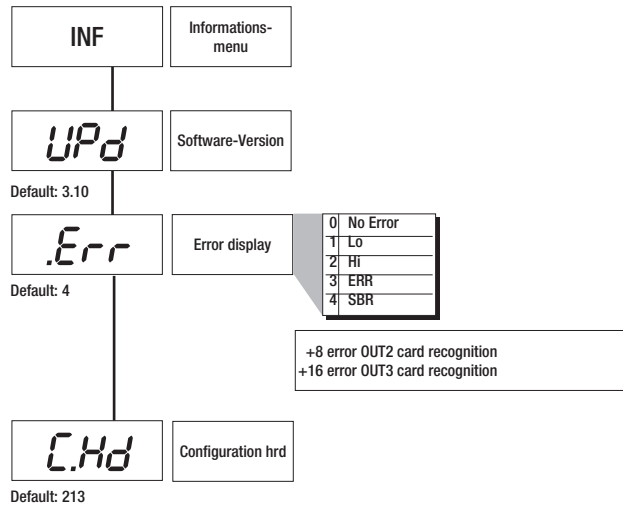 INF
Informations-
menu
UPd
Software-Version
Default: 3.10
.Err
Error display
0 No Error
1 Lo
2 Hi
3 ERR
4 SBR
Default: 4
+8 error OUT2 card recognition
+16 error OUT3 card recognition
C.Hd
Configuration hrd
Default: 213